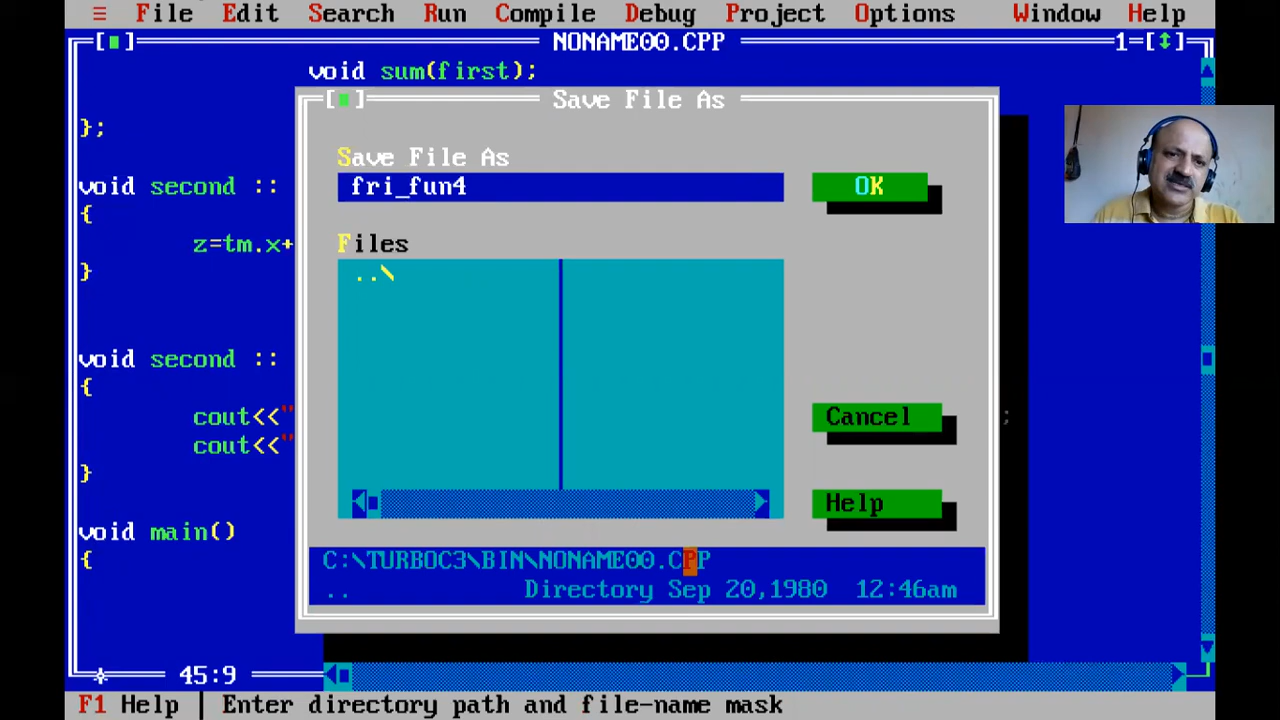 ≡ File Edit Search Run Compile Debug Project Options Window Help
[■] NONAME00.CPP 1=[↕]
void sum(first);
[■] Save File As
};
Save File As
void second :: fri_fun4 OK
{
Files
z=tm.x+
} ..\
void second ::
{
cout<<" Cancel ;
cout<<"
}
Help
void main()
{ C:\TURBOC3\BIN\NONAME00.CPP
.. Directory Sep 20,1980 12:46am
45:9
F1 Help │ Enter directory path and file-name mask